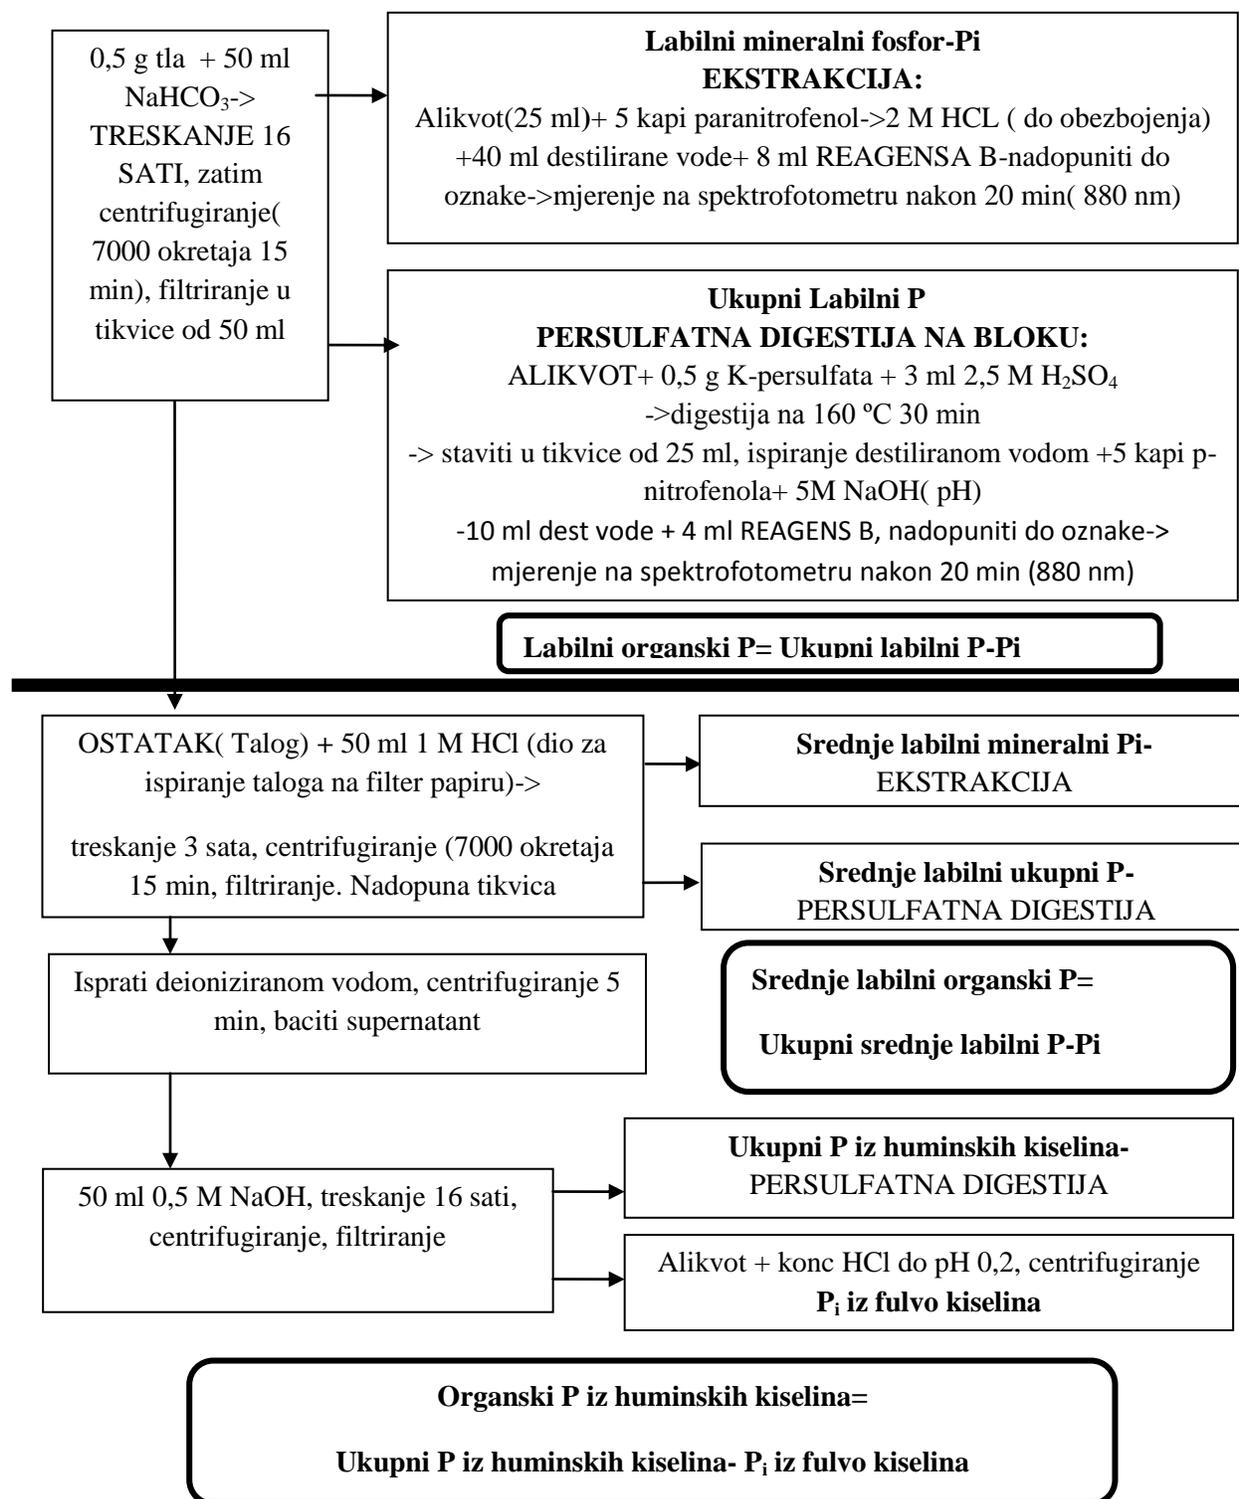 0,5 g tla + 50 ml
NaHCO₃->
TRESKANJE 16
SATI, zatim
centrifugiranje(
7000 okretaja 15
min), filtriranje u
tikvice od 50 ml
Labilni mineralni fosfor-Pi
EKSTRAKCIJA:
Alikvot(25 ml)+ 5 kapi paranitrofenol->2 M HCL ( do obezbojenja)
+40 ml destilirane vode+ 8 ml REAGENSA B-nadopuniti do
oznake->mjerenje na spektrofotometru nakon 20 min( 880 nm)
Ukupni Labilni P
PERSULFATNA DIGESTIJA NA BLOKU:
ALIKVOT+ 0,5 g K-persulfata + 3 ml 2,5 M H₂SO₄
->digestija na 160 ºC 30 min
-> staviti u tikvice od 25 ml, ispiranje destiliranom vodom +5 kapi p-
nitrofenola+ 5M NaOH( pH)
-10 ml dest vode + 4 ml REAGENS B, nadopuniti do oznake->
mjerenje na spektrofotometru nakon 20 min (880 nm)
Labilni organski P= Ukupni labilni P-Pi
OSTATAK( Talog) + 50 ml 1 M HCl (dio za
ispiranje taloga na filter papiru)->
treskanje 3 sata, centrifugiranje (7000 okretaja
15 min, filtriranje. Nadopuna tikvica
Srednje labilni mineralni Pi-
EKSTRAKCIJA
Srednje labilni ukupni P-
PERSULFATNA DIGESTIJA
Isprati deioniziranom vodom, centrifugiranje 5
min, baciti supernatant
Srednje labilni organski P=
Ukupni srednje labilni P-Pi
50 ml 0,5 M NaOH, treskanje 16 sati,
centrifugiranje, filtriranje
Ukupni P iz huminskih kiselina-
PERSULFATNA DIGESTIJA
Alikvot + konc HCl do pH 0,2, centrifugiranje
Pᵢ iz fulvo kiselina
Organski P iz huminskih kiselina=
Ukupni P iz huminskih kiselina- Pᵢ iz fulvo kiselina